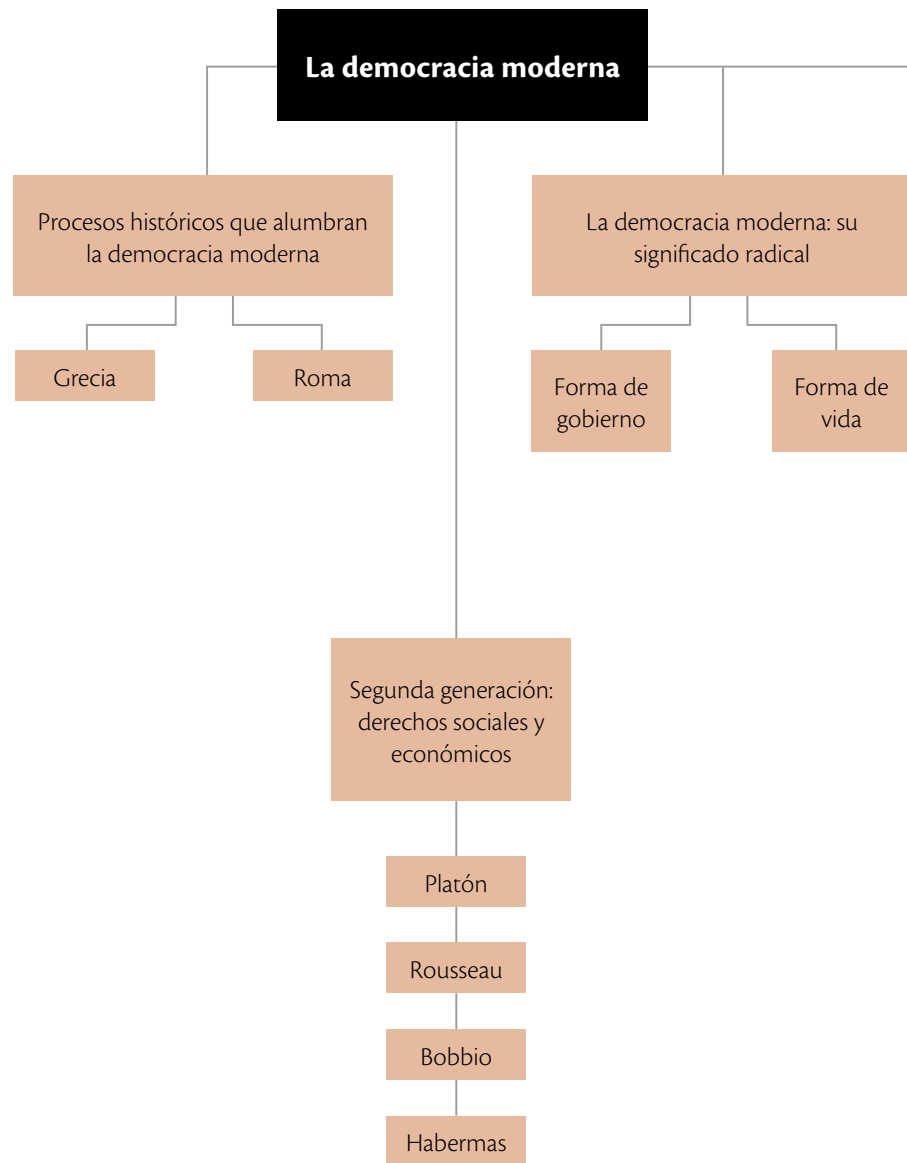 La democracia moderna
Procesos históricos que alumbran
la democracia moderna
La democracia moderna: su
significado radical
Grecia
Roma
Forma de
gobierno
Forma de
vida
Segunda generación:
derechos sociales y
económicos
Platón
Rousseau
Bobbio
Habermas